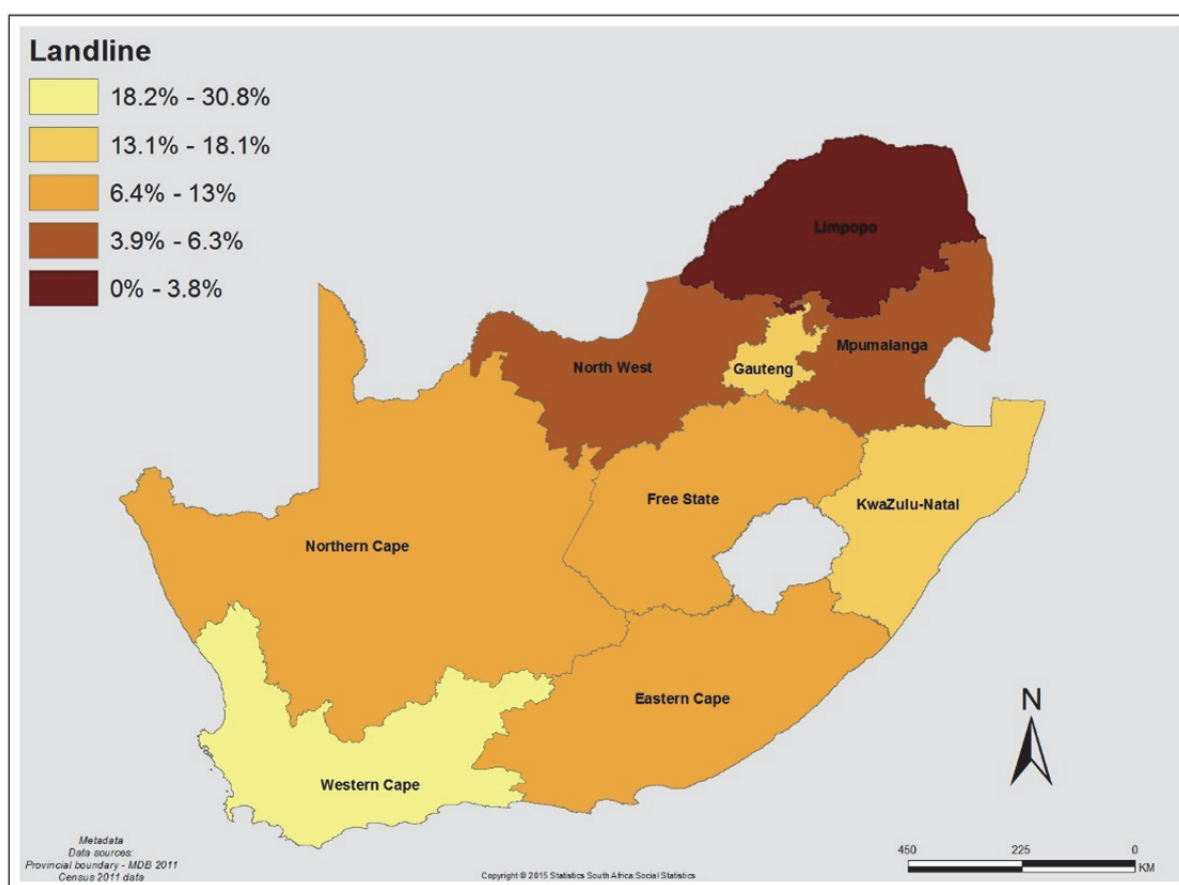 Landline
18.2% - 30.8%
13.1% - 18.1%
6.4% - 13%
3.9% - 6.3%
0% - 3.8%
Limpopo
Mpumalanga
North West
Gauteng
Free State
KwaZulu-Natal
Northern Cape
Eastern Cape
Western Cape
N
Metadata
Data sources:
Provincial boundary - MDB 2011
Census 2011 data
Copyright © 2015 Statistics South Africa Social Statistics
450 225 0
KM